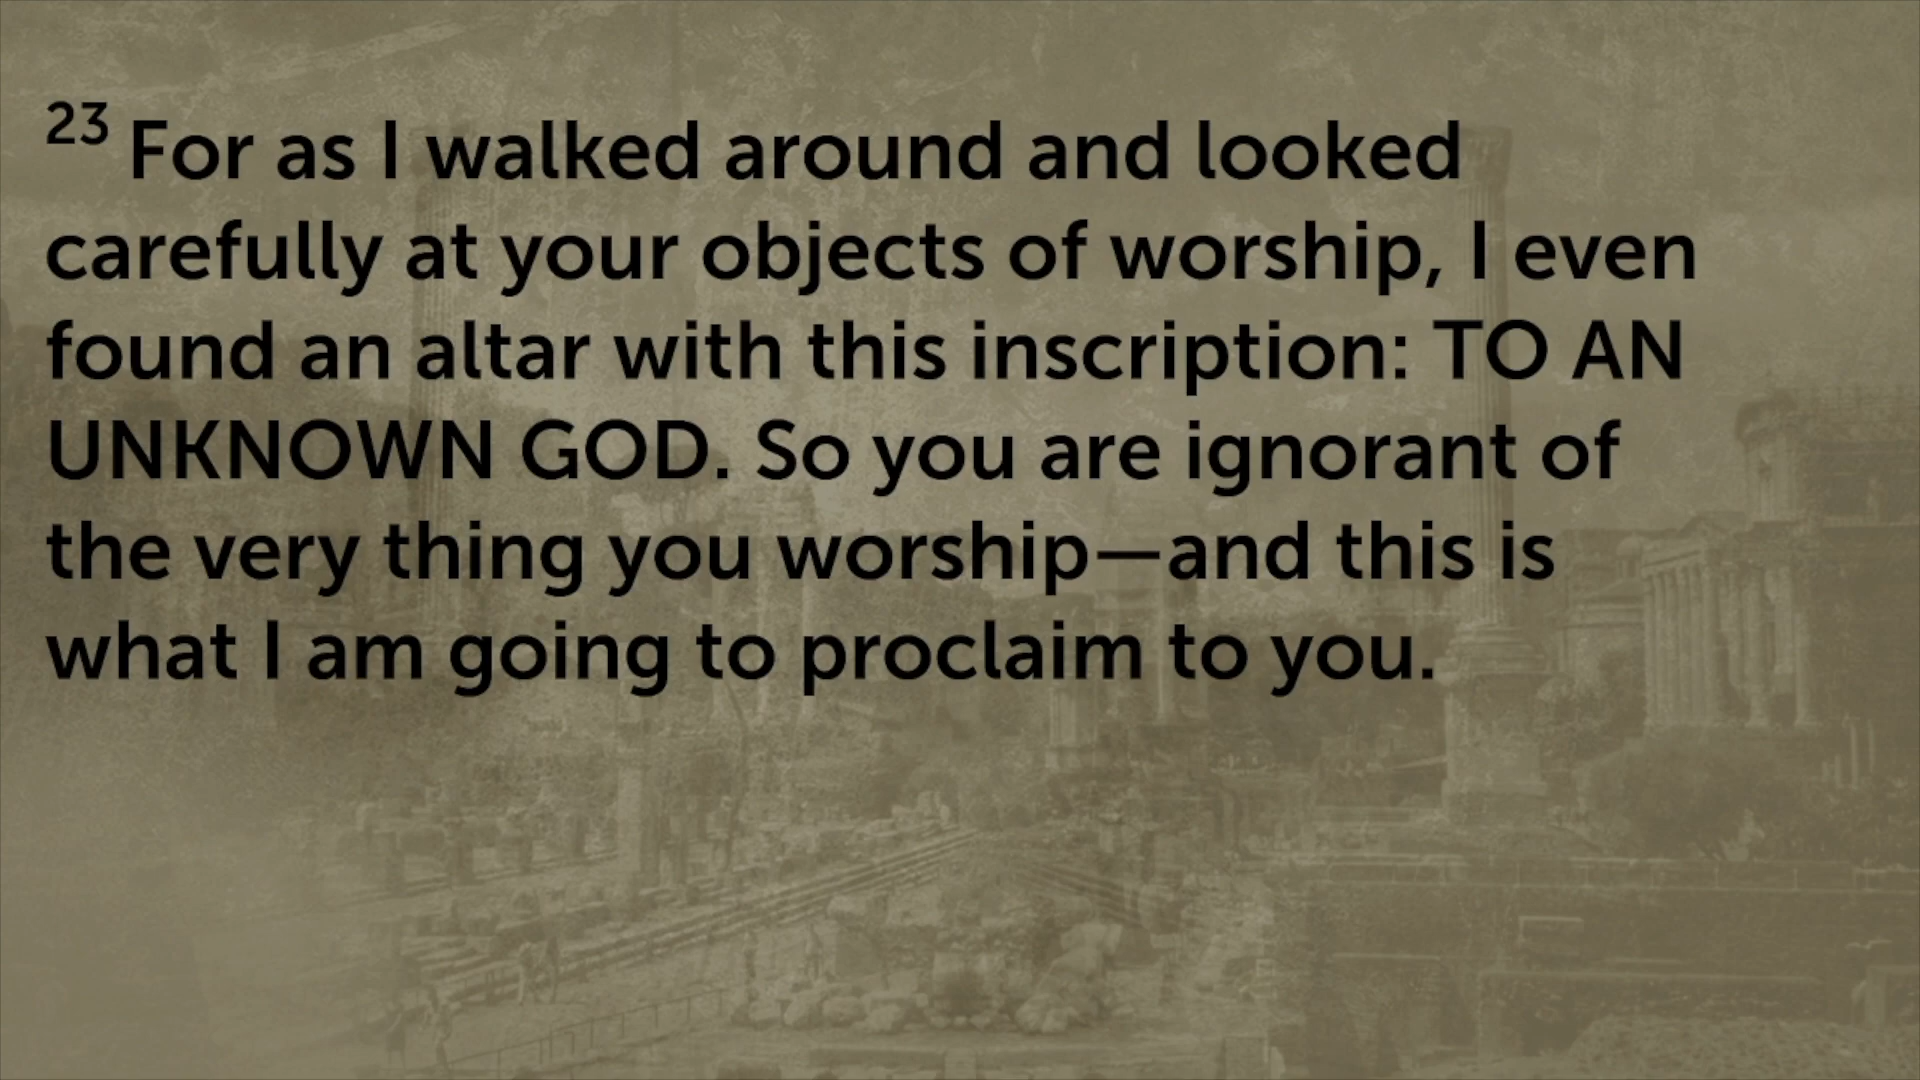 23 For as I walked around and looked
carefully at your objects of worship, I even
found an altar with this inscription: TO AN
UNKNOWN GOD. So you are ignorant of
the very thing you worship—and this is
what I am going to proclaim to you.